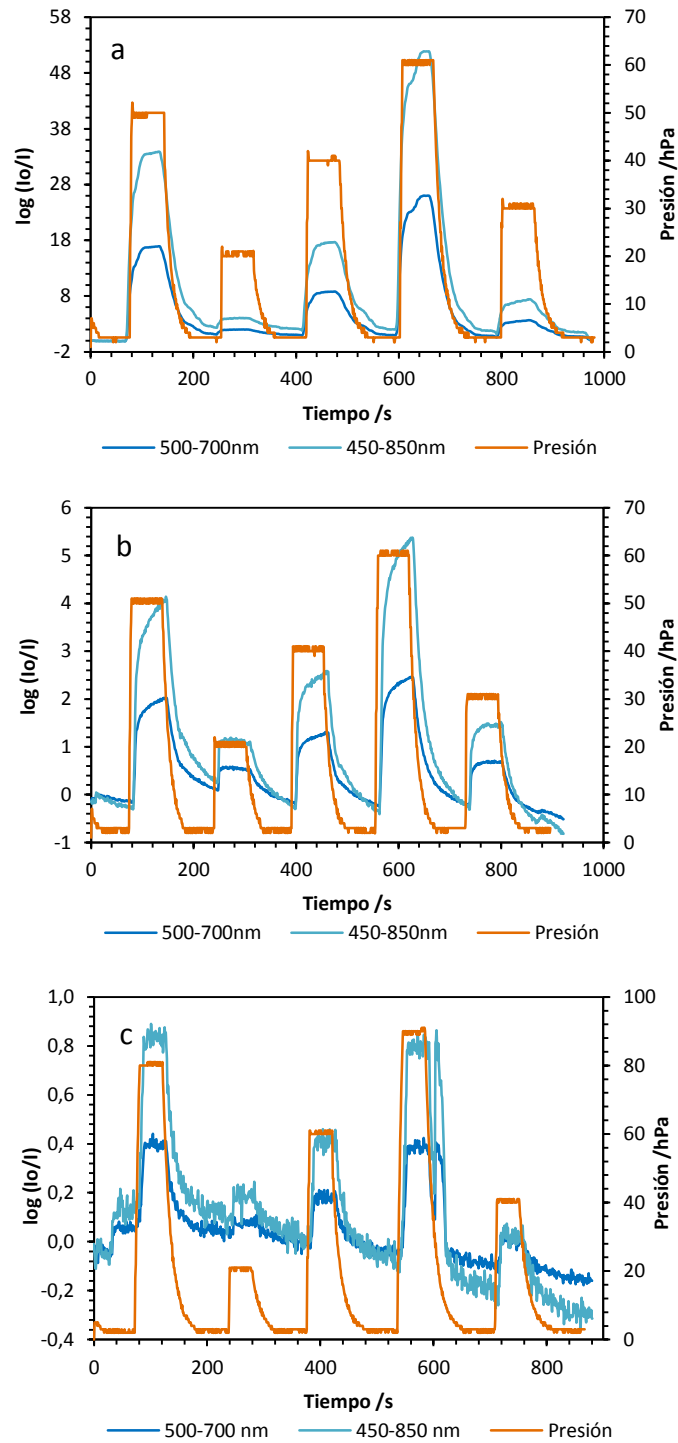 a
58
48
38
28
18
8
-2
70
60
50
40
30
20
10
0
0 200 400 600 800 1000
log (Io/I)
Presión /hPa
Tiempo /s
500-700nm 450-850nm Presión
b
6
5
4
3
2
1
0
-1
70
60
50
40
30
20
10
0
0 200 400 600 800 1000
log (Io/I)
Presión /hPa
Tiempo /s
500-700nm 450-850nm Presión
c
1,0
0,8
0,6
0,4
0,2
0,0
-0,2
-0,4
100
80
60
40
20
0
0 200 400 600 800
log (Io/I)
Presión /hPa
Tiempo /s
500-700 nm 450-850 nm Presión